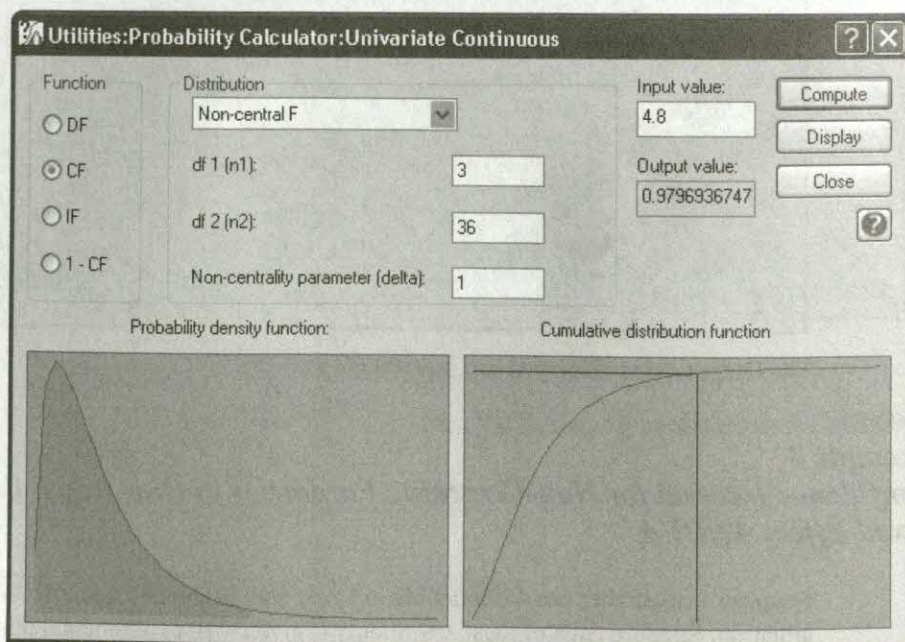 Utilities:Probability Calculator:Univariate Continuous
Function
DF
CF
IF
1 - CF
Distribution
Non-central F
df 1 (n1):
3
df 2 (n2):
36
Non-centrality parameter (delta):
1
Input value:
4.8
Output value:
0.9796936747
Compute
Display
Close
Probability density function:
Cumulative distribution function